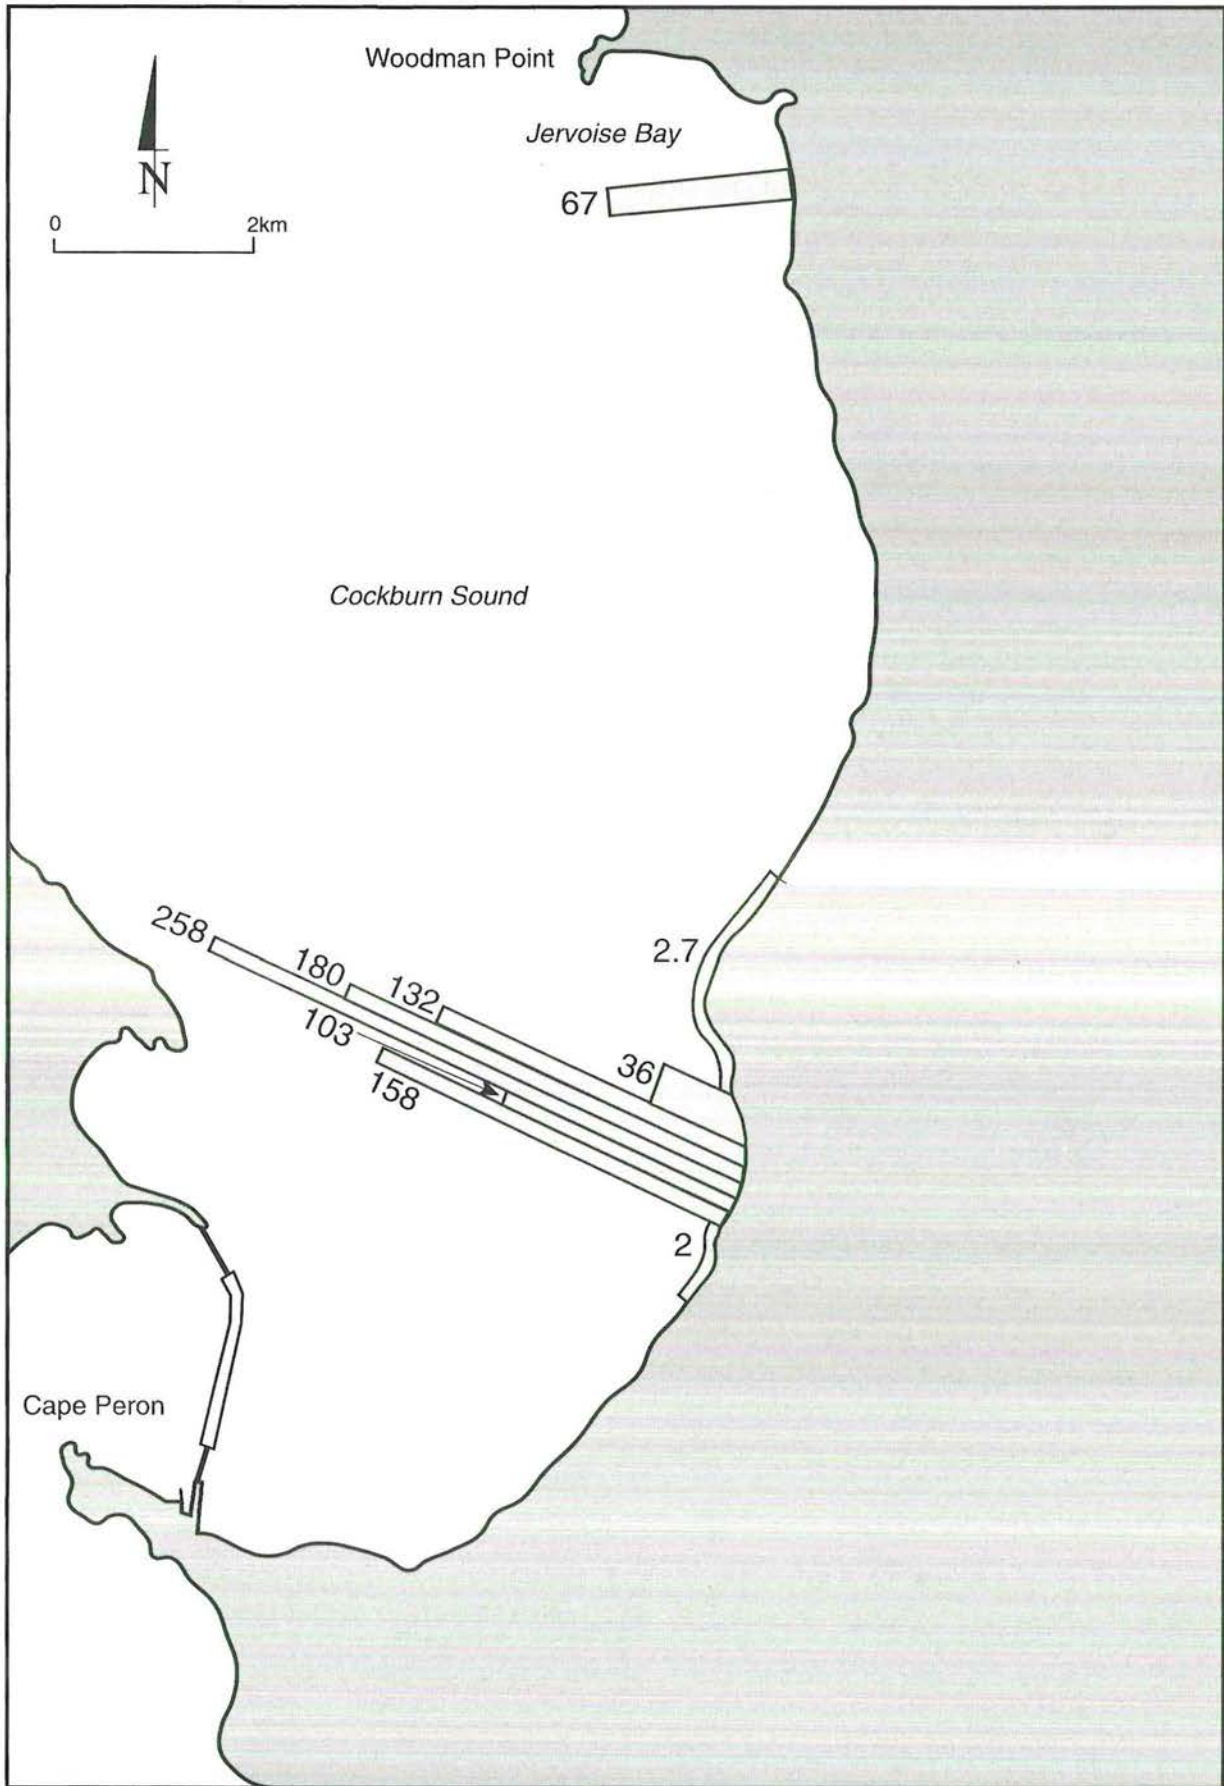 Woodman Point
Jervoise Bay
N
67
0 2km
Cockburn Sound
258
180
132
2.7
103
36
158
2
Cape Peron